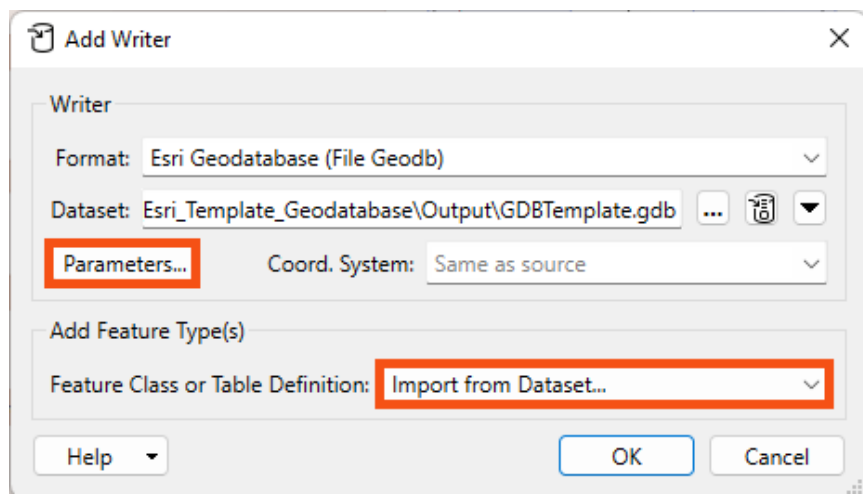 Add Writer
Writer
Format: Esri Geodatabase (File Geodb)
Dataset: Esri_Template_Geodatabase\Output\GDBTemplate.gdb ...
Parameters... Coord. System: Same as source
Add Feature Type(s)
Feature Class or Table Definition: Import from Dataset...
Help OK Cancel